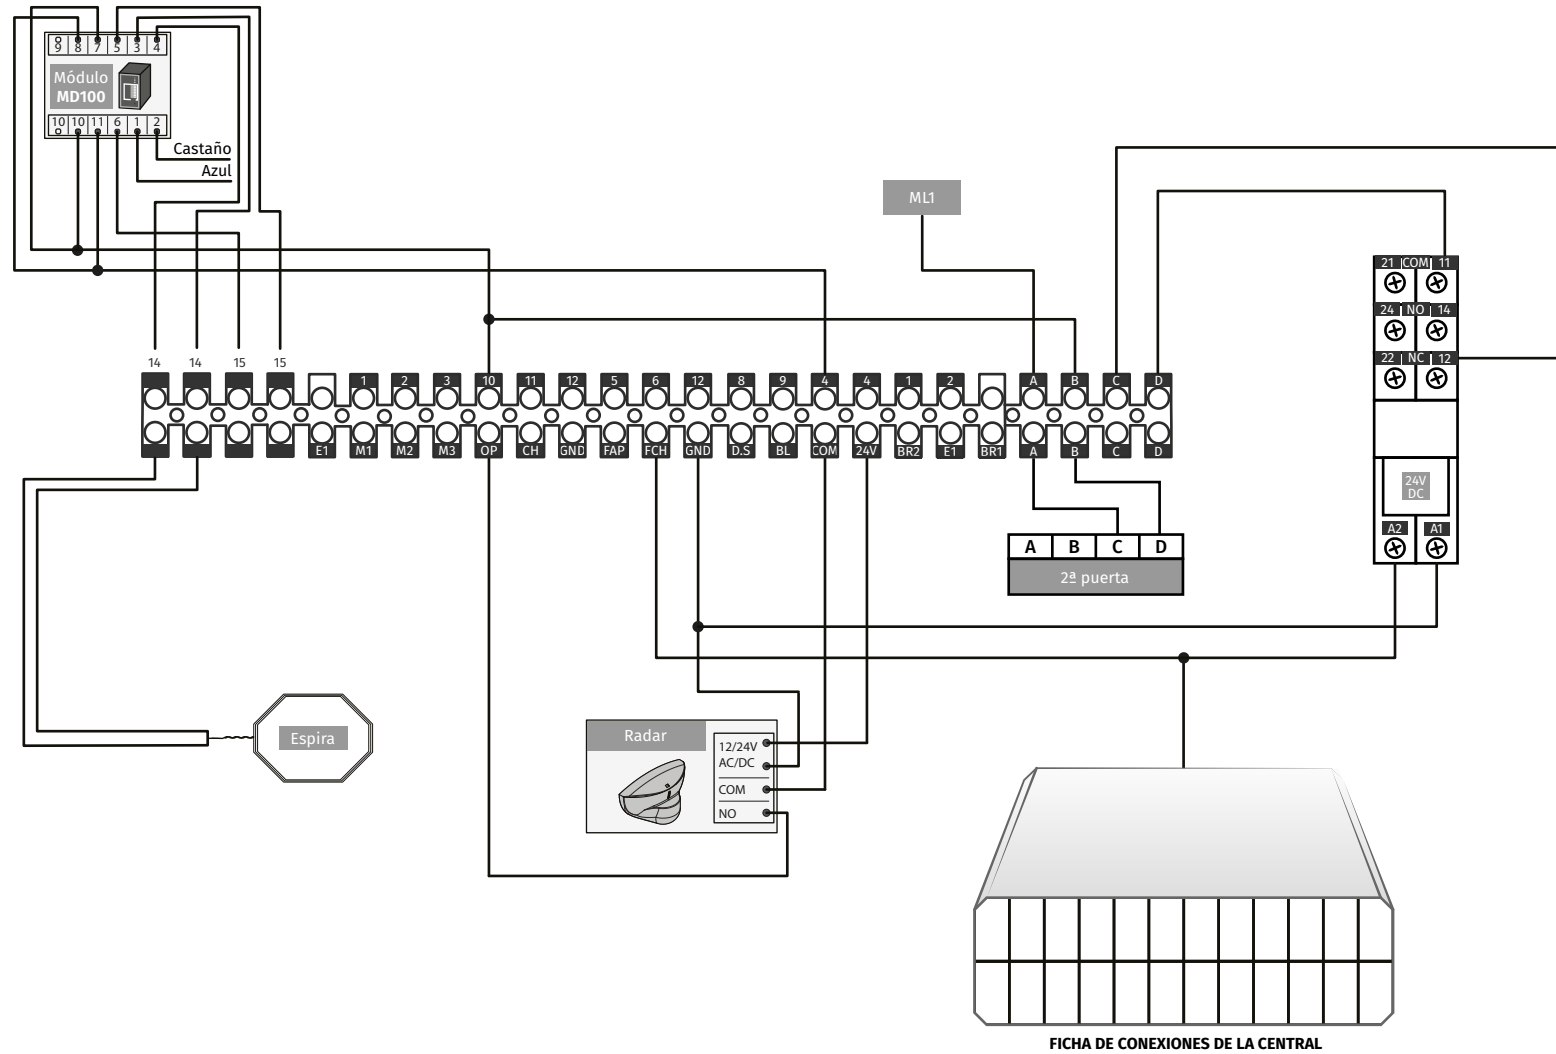 9 8 7 5 3 4
Módulo
MD100
10 10 11 6 1 2
Castaño
Azul
ML1
21 COM 11
24 NO 14
22 NC 12
24V
DC
A2 A1
14 14 15 15
1 2 3 10 11 12 5 6 12 8 9 4 4 1 2 A B C D
E1 M1 M2 M3 OP CH GND FAP FCH GND D.S BL COM 24V BR2 E1 BR1 A B C D
A B C D
2ª puerta
Espira
Radar
12/24V
AC/DC
COM
NO
FICHA DE CONEXIONES DE LA CENTRAL